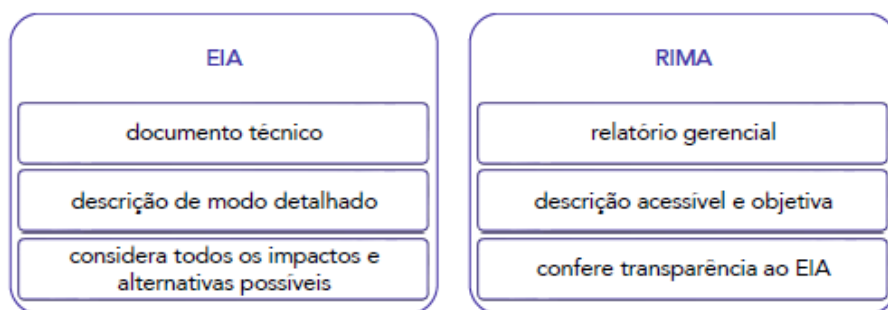 EIA
documento técnico
descrição de modo detalhado
considera todos os impactos e
alternativas possíveis
RIMA
relatório gerencial
descrição acessível e objetiva
confere transparência ao EIA